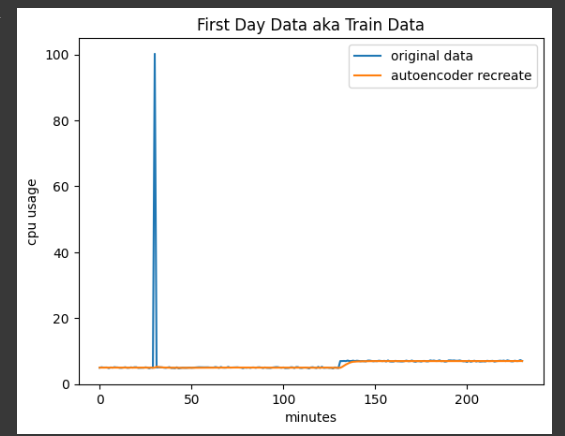 First Day Data aka Train Data
original data
autoencoder recreate
100
80
60
40
20
0
cpu usage
0 50 100 150 200
minutes